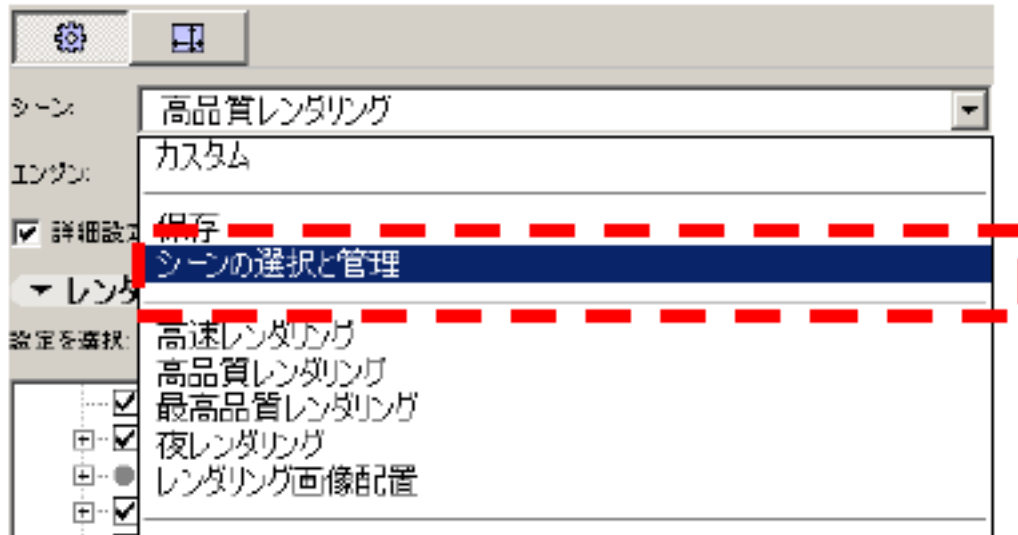 シーン:
高品質レンダリング
エンジン:
カスタム
詳細設定
保存
シーンの選択と管理
レンダ
設定を選択:
高速レンダリング
高品質レンダリング
最高品質レンダリング
夜レンダリング
レンダリング画像配置